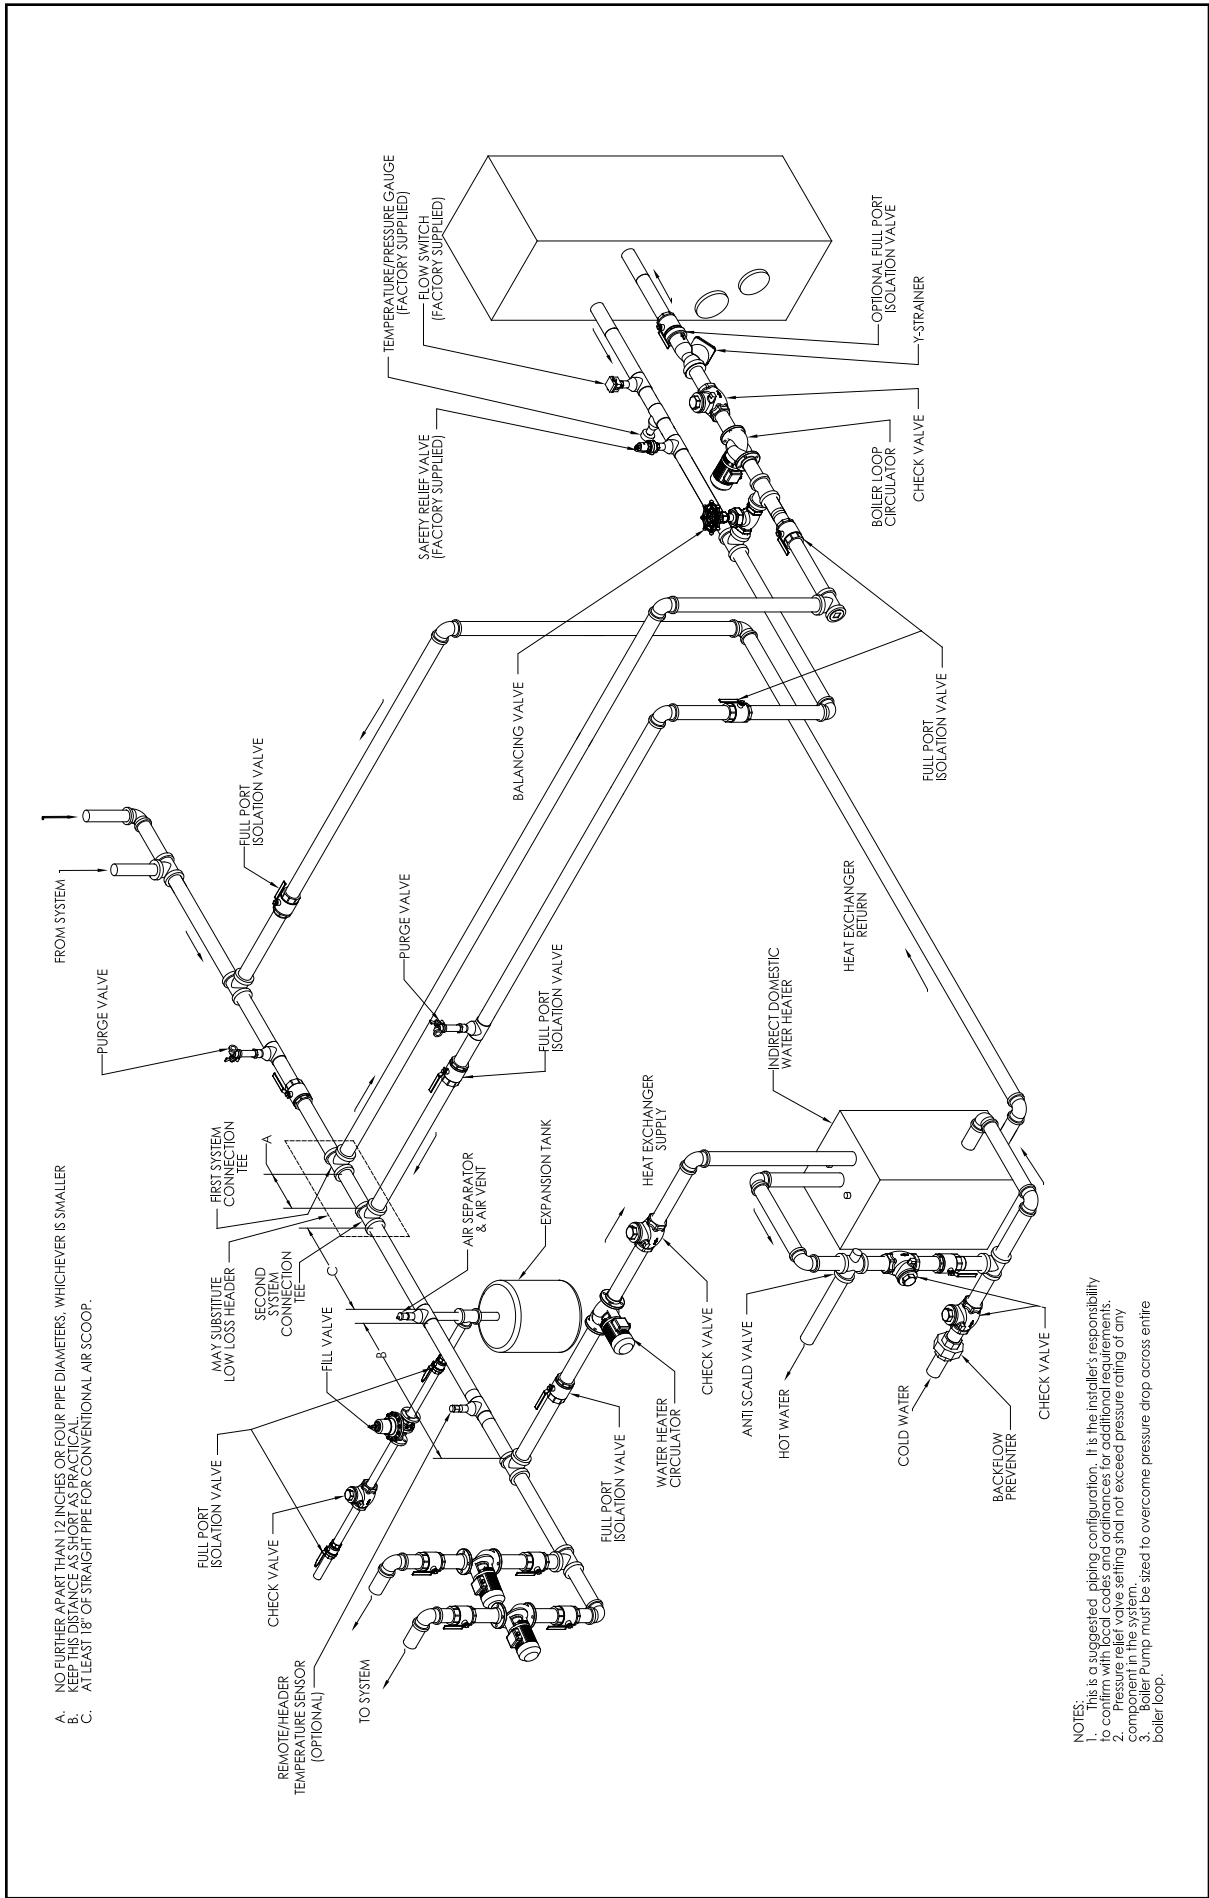 A. NO FURTHER APART THAN 12 INCHES OR FOUR PIPE DIAMETERS, WHICHEVER IS SMALLER
B. KEEP THIS DISTANCE AS SHORT AS PRACTICAL.
C. AT LEAST 18" OF STRAIGHT PIPE FOR CONVENTIONAL AIR SCOOP.
FROM SYSTEM
PURGE VALVE
FULL PORT
ISOLATION VALVE
FIRST SYSTEM
CONNECTION
TEE
A
MAY SUBSTITUTE
LOW LOSS HEADER
SECOND
SYSTEM
CONNECTION
TEE
C
FILL VALVE
B
FULL PORT
ISOLATION VALVE
CHECK VALVE
REMOTE/HEADER
TEMPERATURE SENSOR
(OPTIONAL)
TO SYSTEM
TEMPERATURE/PRESSURE GAUGE
(FACTORY SUPPLIED)
FLOW SWITCH
(FACTORY SUPPLIED)
SAFETY RELIEF VALVE
(FACTORY SUPPLIED)
BALANCING VALVE
PURGE VALVE
FULL PORT
ISOLATION VALVE
AIR SEPARATOR
& AIR VENT
EXPANSION TANK
FULL PORT
ISOLATION VALVE
WATER HEATER
CIRCULATOR
CHECK VALVE
HEAT EXCHANGER
SUPPLY
INDIRECT DOMESTIC
WATER HEATER
HEAT EXCHANGER
RETURN
ANTI SCALD VALVE
HOT WATER
COLD WATER
BACKFLOW
PREVENTER
CHECK VALVE
OPTIONAL FULL PORT
ISOLATION VALVE
Y-STRAINER
CHECK VALVE
BOILER LOOP
CIRCULATOR
FULL PORT
ISOLATION VALVE
NOTES:
1. This is a suggested piping configuration. It is the installer's responsibility
to confirm with local codes and ordinances for additional requirements.
2. Pressure relief valve setting shal not exceed pressure rating of any
component in the system.
3. Boiler Pump must be sized to overcome pressure drop across entire
boiler loop.